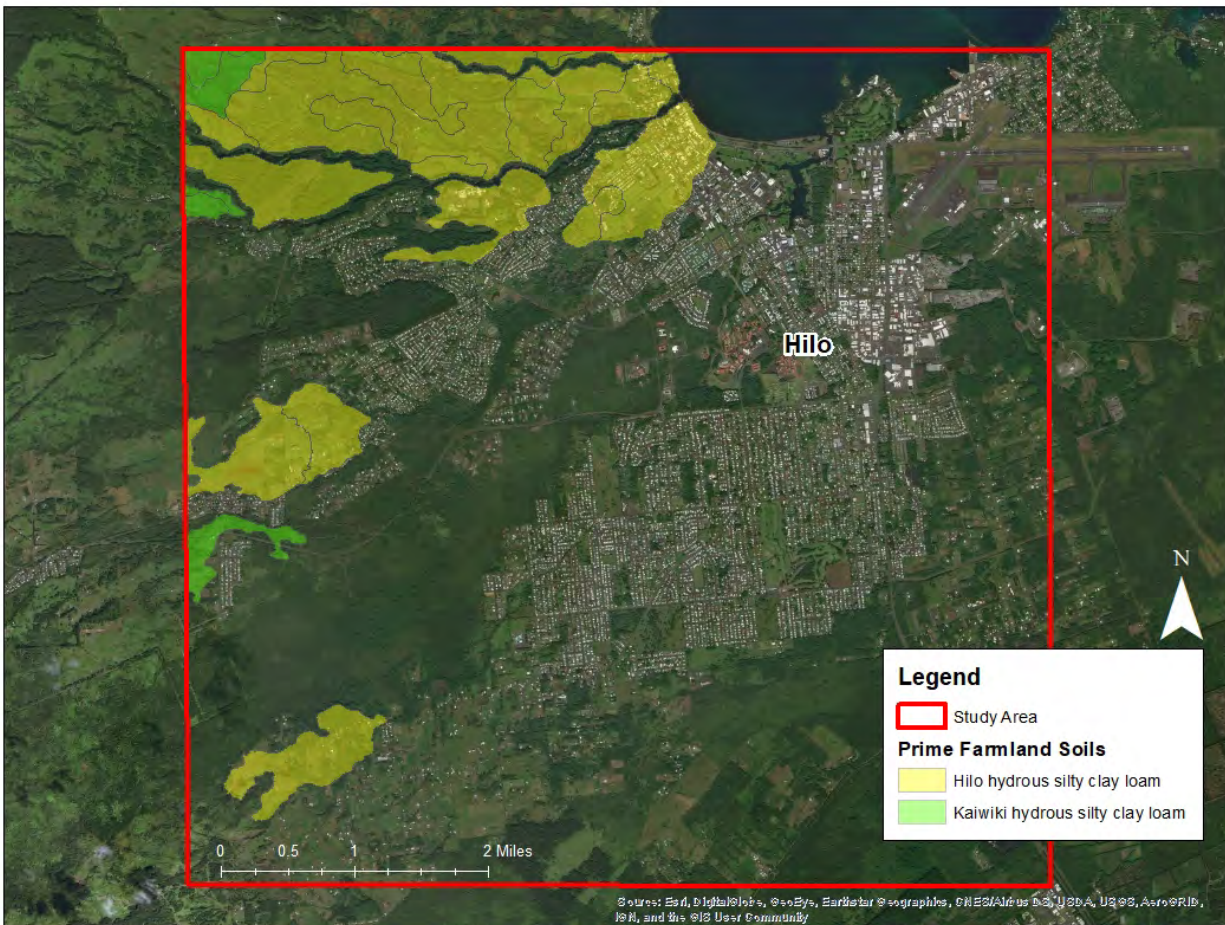 Hilo
N
Legend
Study Area
Prime Farmland Soils
Hilo hydrous silty clay loam
Kaiwiki hydrous silty clay loam
0 0.5 1 2 Miles
Source: Esri, DigitalGlobe, GeoEye, Earthstar Geographics, CNES/Airbus DS, USDA, USGS, AeroGRID,
IGN, and the GIS User Community